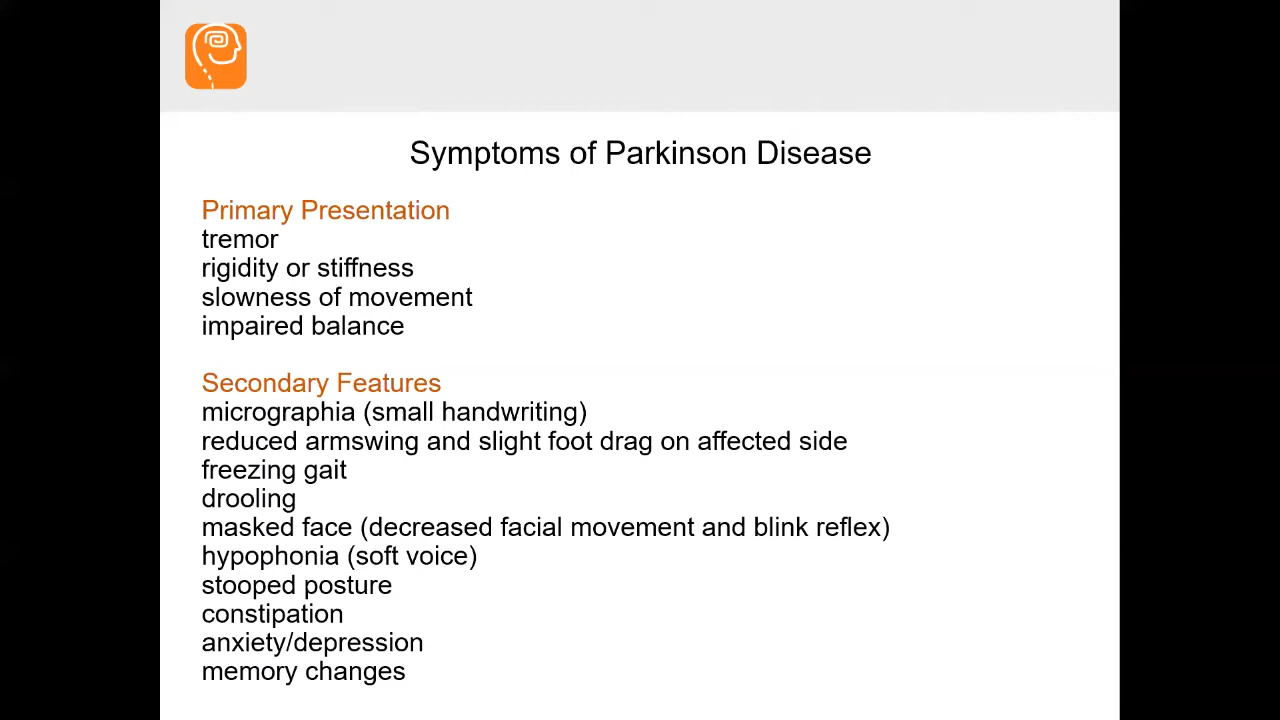 Symptoms of Parkinson Disease
Primary Presentation
tremor
rigidity or stiffness
slowness of movement
impaired balance
Secondary Features
micrographia (small handwriting)
reduced armswing and slight foot drag on affected side
freezing gait
drooling
masked face (decreased facial movement and blink reflex)
hypophonia (soft voice)
stooped posture
constipation
anxiety/depression
memory changes